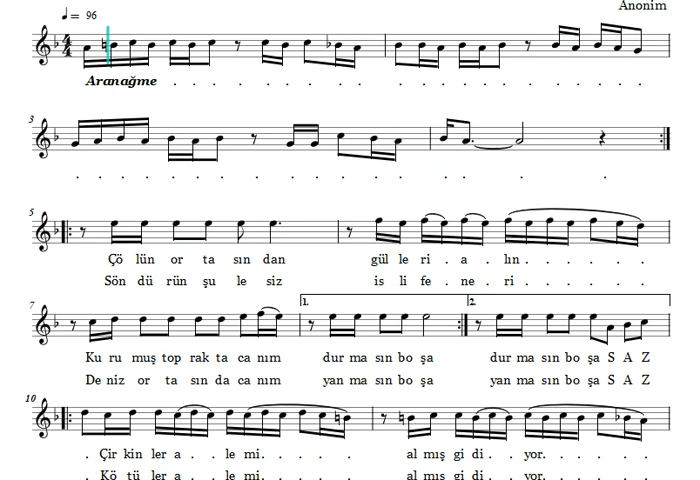 Anonim
♩ = 96
4 4
Aranağme . . . . . . . . . . . . . . . .
3
. . . . . . . . . . . . . . . .
5
Çö lün or ta sın dan gül le ri . a . lın . . . . . .
Sön dü rün şu le siz is li fe . ne . ri . . . . . .
7 1. 2.
Ku ru muş top rak ta ca nım dur ma sın bo şa dur ma sın bo şa S A Z
De niz or ta sın da ca nım yan ma sın bo şa yan ma sın bo şa S A Z
10
. Çir kin ler a . . le mi. . . . . al mış gi di . . yor. . . . . .
. Kö tü ler a . . le mi. . . . . al mış gi di . . yor. . . . . .